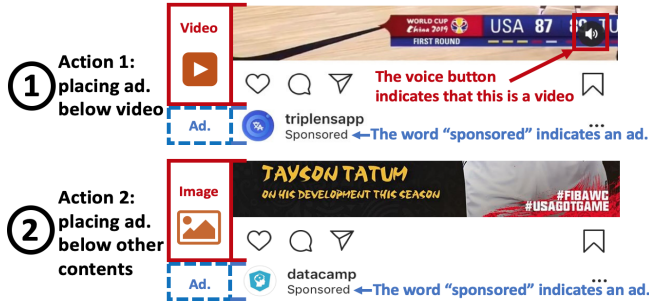 Video
WORLD CUP
China 2019
USA 87
FIRST ROUND
1
Action 1:
placing ad.
below video
The voice button
indicates that this is a video
Ad.
triplensapp
Sponsored
The word “sponsored” indicates an ad.
TAYSON TATUM
ON HIS DEVELOPMENT THIS SEASON
#FIBAWC
#USAGOTGAME
2
Action 2:
placing ad.
below other
contents
Image
Ad.
datacamp
Sponsored
The word “sponsored” indicates an ad.